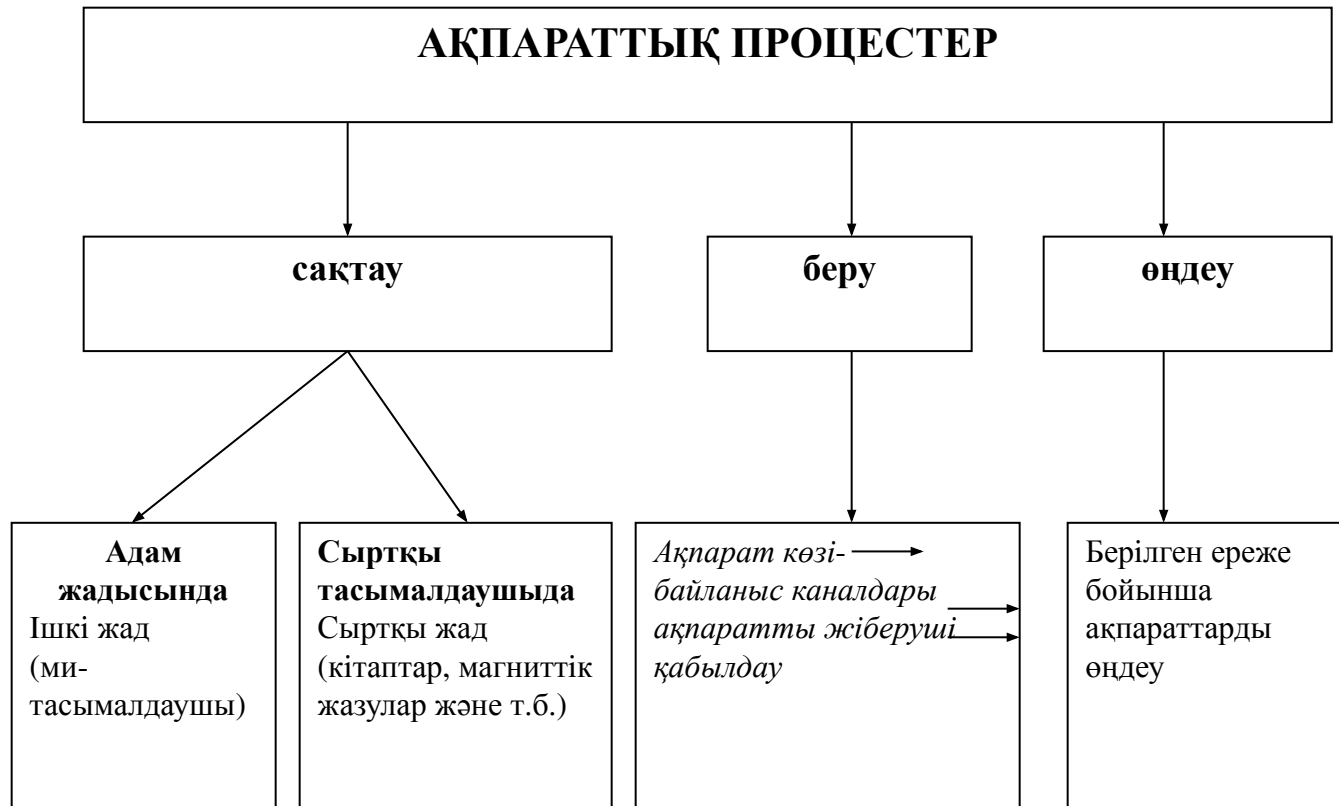 АҚПАРАТТЫҚ ПРОЦЕСТЕР
сақтау
беру
өңдеу
Адам
жадысында
Ішкі жад
(ми-
тасымалдаушы)
Сыртқы
тасымалдаушыда
Сыртқы жад
(кітаптар, магниттік
жазулар және т.б.)
Ақпарат көзі-
байланыс каналдары
ақпаратты жіберуші
қабылдау
Берілген ереже
бойынша
ақпараттарды
өңдеу